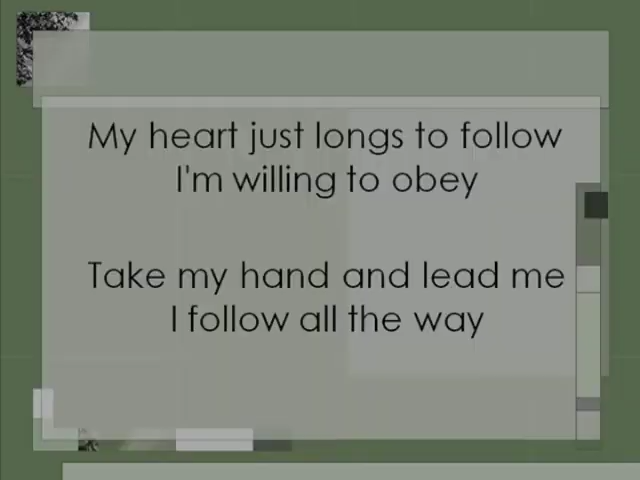 My heart just longs to follow
I'm willing to obey
Take my hand and lead me
I follow all the way